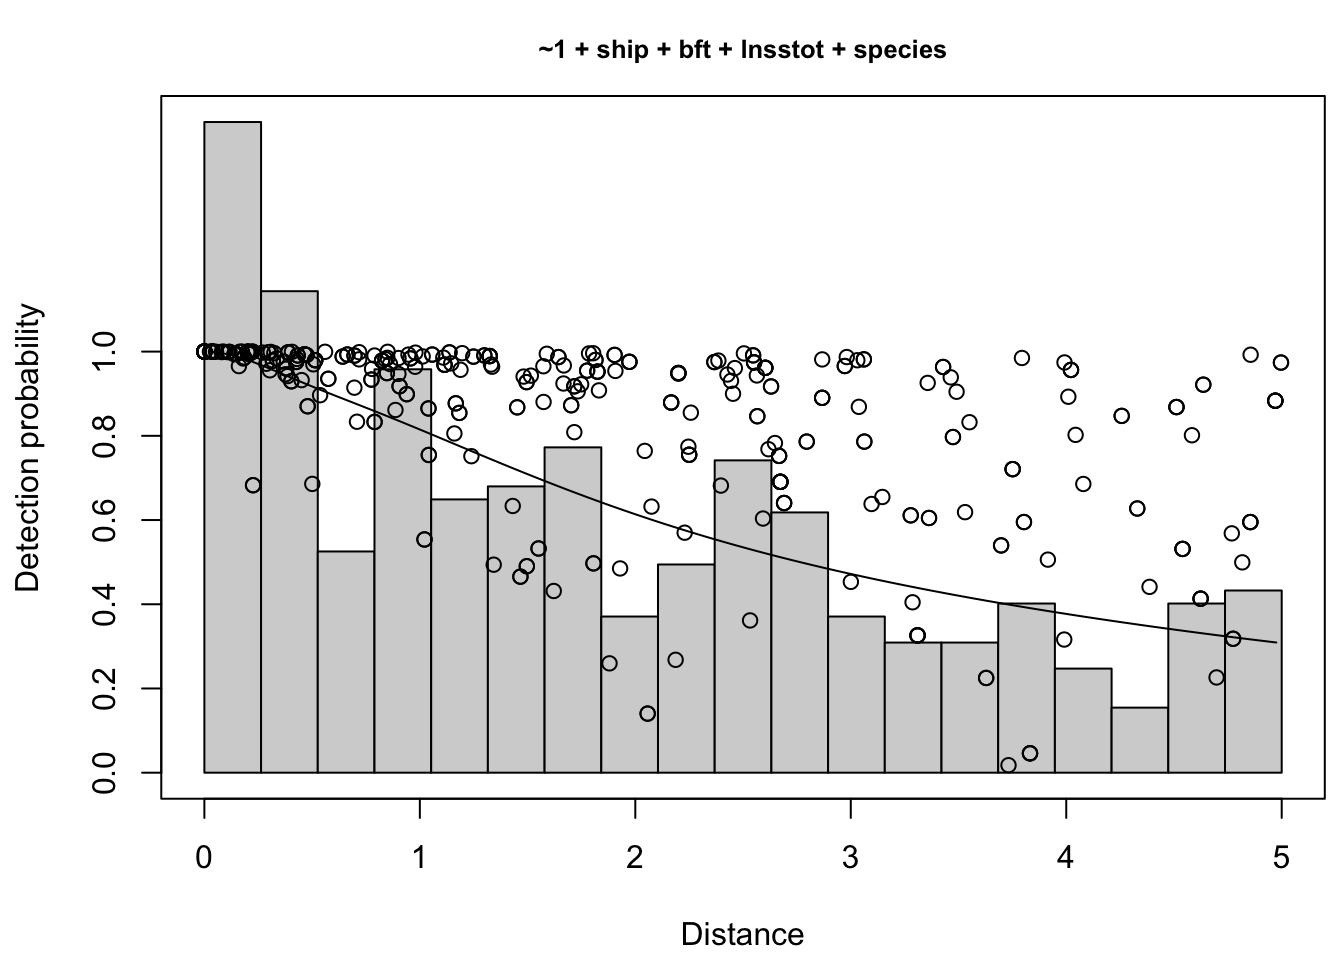 ~1 + ship + bft + lnsstot + species
Detection probability
1.0
0.8
0.6
0.4
0.2
0.0
0 1 2 3 4 5
Distance